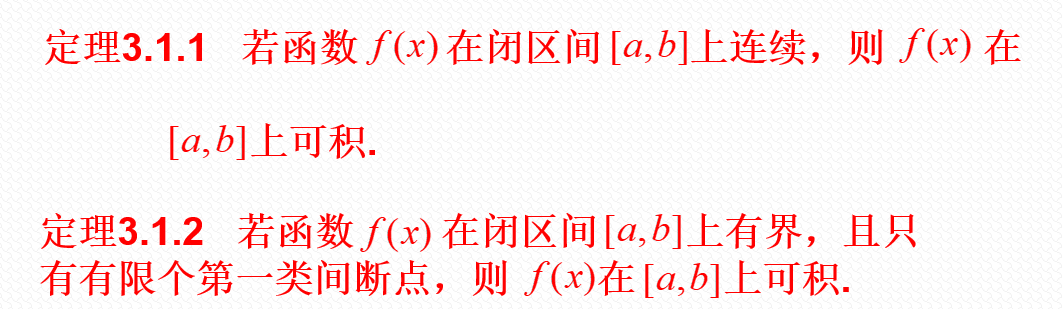 定理3.1.1 若函数 f(x) 在闭区间 [a,b]上连续，则 f(x) 在
[a,b]上可积.
定理3.1.2 若函数 f(x) 在闭区间[a,b]上有界，且只
有有限个第一类间断点，则 f(x)在[a,b]上可积.